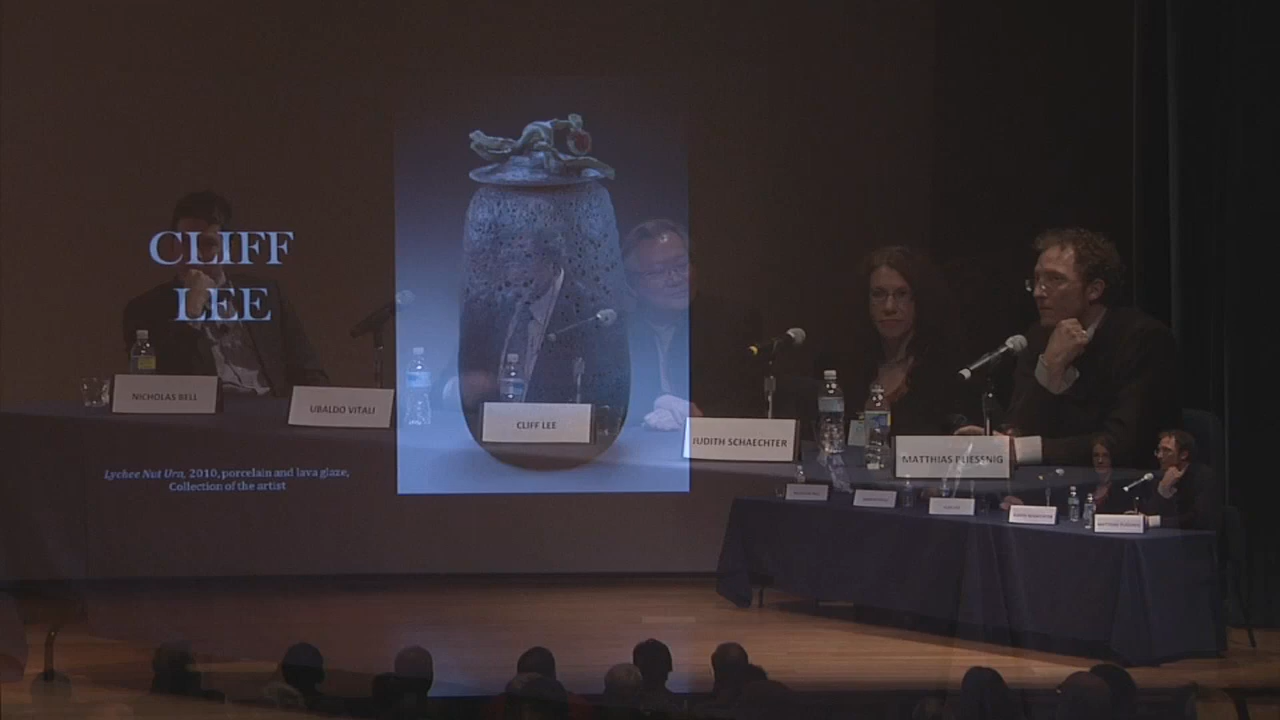 CLIFF
LEE
NICHOLAS BELL
UBALDO VITALI
CLIFF LEE
JUDITH SCHAECHTER
MATTHIAS PLIESSNIG
Lychee Nut Urn, 2010, porcelain and lava glaze,
Collection of the artist